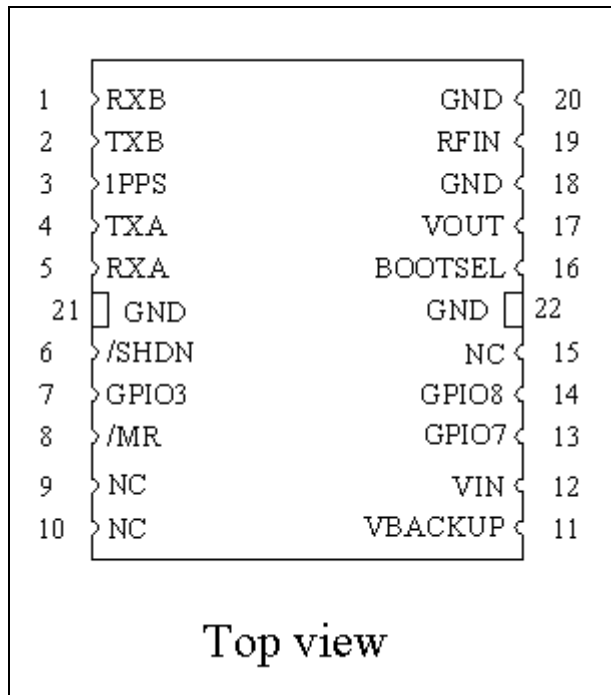 1 RXB GND 20
2 TXB RFIN 19
3 1PPS GND 18
4 TXA VOUT 17
5 RXA BOOTSEL 16
21 GND GND 22
6 /SHDN NC 15
7 GPIO3 GPIO8 14
8 /MR GPIO7 13
9 NC VIN 12
10 NC VBACKUP 11
Top view